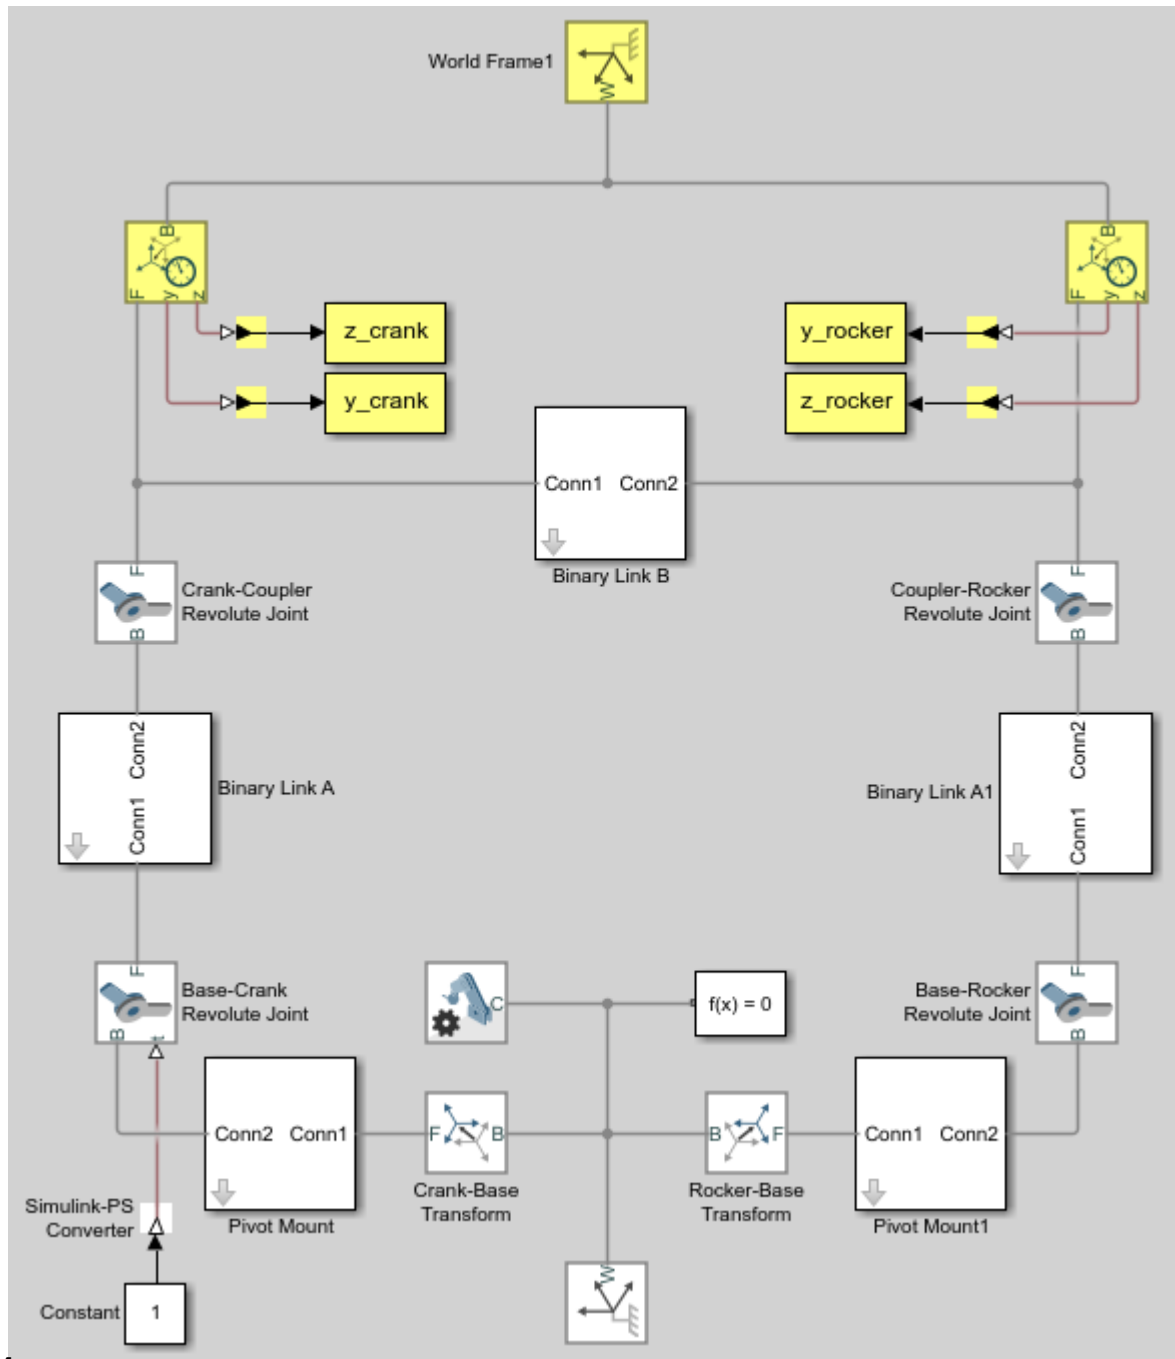 World Frame1
W
B
B
F y z
F y z
z_crank
y_rocker
y_crank
z_rocker
Conn1 Conn2
Binary Link B
F
Crank-Coupler
Revolute Joint
B
F
Coupler-Rocker
Revolute Joint
B
Conn2
Conn1
Binary Link A
Conn2
Conn1
Binary Link A1
F
Base-Crank
Revolute Joint
B t
C
f(x) = 0
F
Base-Rocker
Revolute Joint
B
Conn2 Conn1
Pivot Mount
F B
Crank-Base
Transform
B F
Rocker-Base
Transform
Conn1 Conn2
Pivot Mount1
Simulink-PS
Converter
W
Constant
1